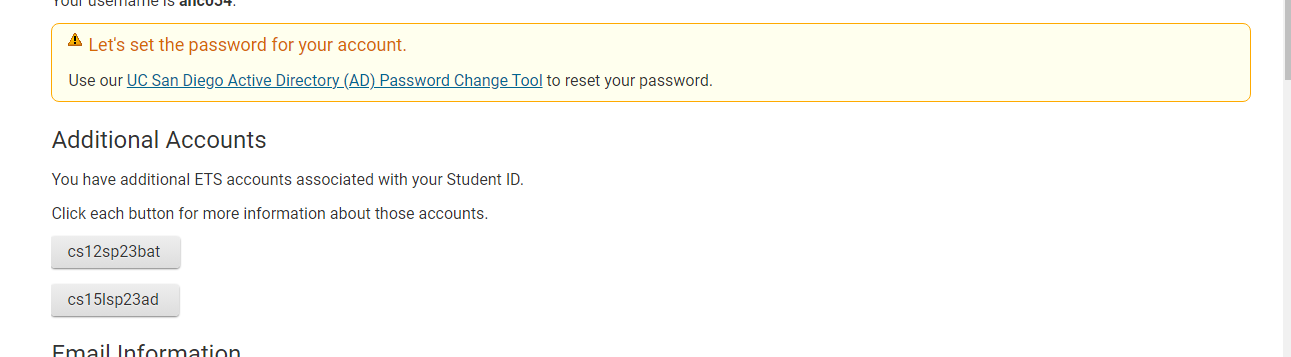 Your username is anc054.
Let's set the password for your account.
Use our UC San Diego Active Directory (AD) Password Change Tool to reset your password.
Additional Accounts
You have additional ETS accounts associated with your Student ID.
Click each button for more information about those accounts.
cs12sp23bat
cs15lsp23ad
Email Information